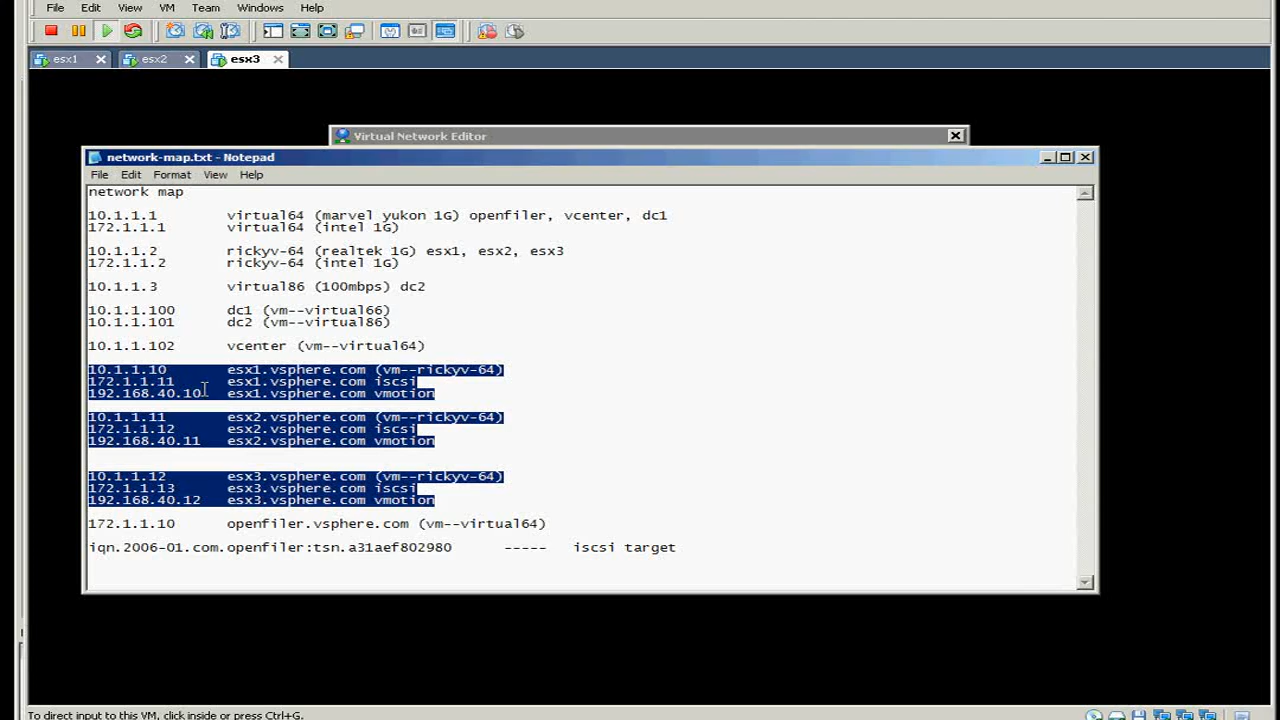 File Edit View VM Team Windows Help
esx1 esx2 esx3
Virtual Network Editor
network-map.txt - Notepad
File Edit Format View Help
network map
10.1.1.1 virtual64 (marvel yukon 1G) openfiler, vcenter, dc1
172.1.1.1 virtual64 (intel 1G)
10.1.1.2 rickyv-64 (realtek 1G) esx1, esx2, esx3
172.1.1.2 rickyv-64 (intel 1G)
10.1.1.3 virtual86 (100mbps) dc2
10.1.1.100 dc1 (vm--virtual66)
10.1.1.101 dc2 (vm--virtual86)
10.1.1.102 vcenter (vm--virtual64)
10.1.1.10 esx1.vsphere.com (vm--rickyv-64)
172.1.1.11 esx1.vsphere.com iscsi
192.168.40.10 esx1.vsphere.com vmotion
10.1.1.11 esx2.vsphere.com (vm--rickyv-64)
172.1.1.12 esx2.vsphere.com iscsi
192.168.40.11 esx2.vsphere.com vmotion
10.1.1.12 esx3.vsphere.com (vm--rickyv-64)
172.1.1.13 esx3.vsphere.com iscsi
192.168.40.12 esx3.vsphere.com vmotion
172.1.1.10 openfiler.vsphere.com (vm--virtual64)
iqn.2006-01.com.openfiler:tsn.a31aef802980 ----- iscsi target
To direct input to this VM, click inside or press Ctrl+G.